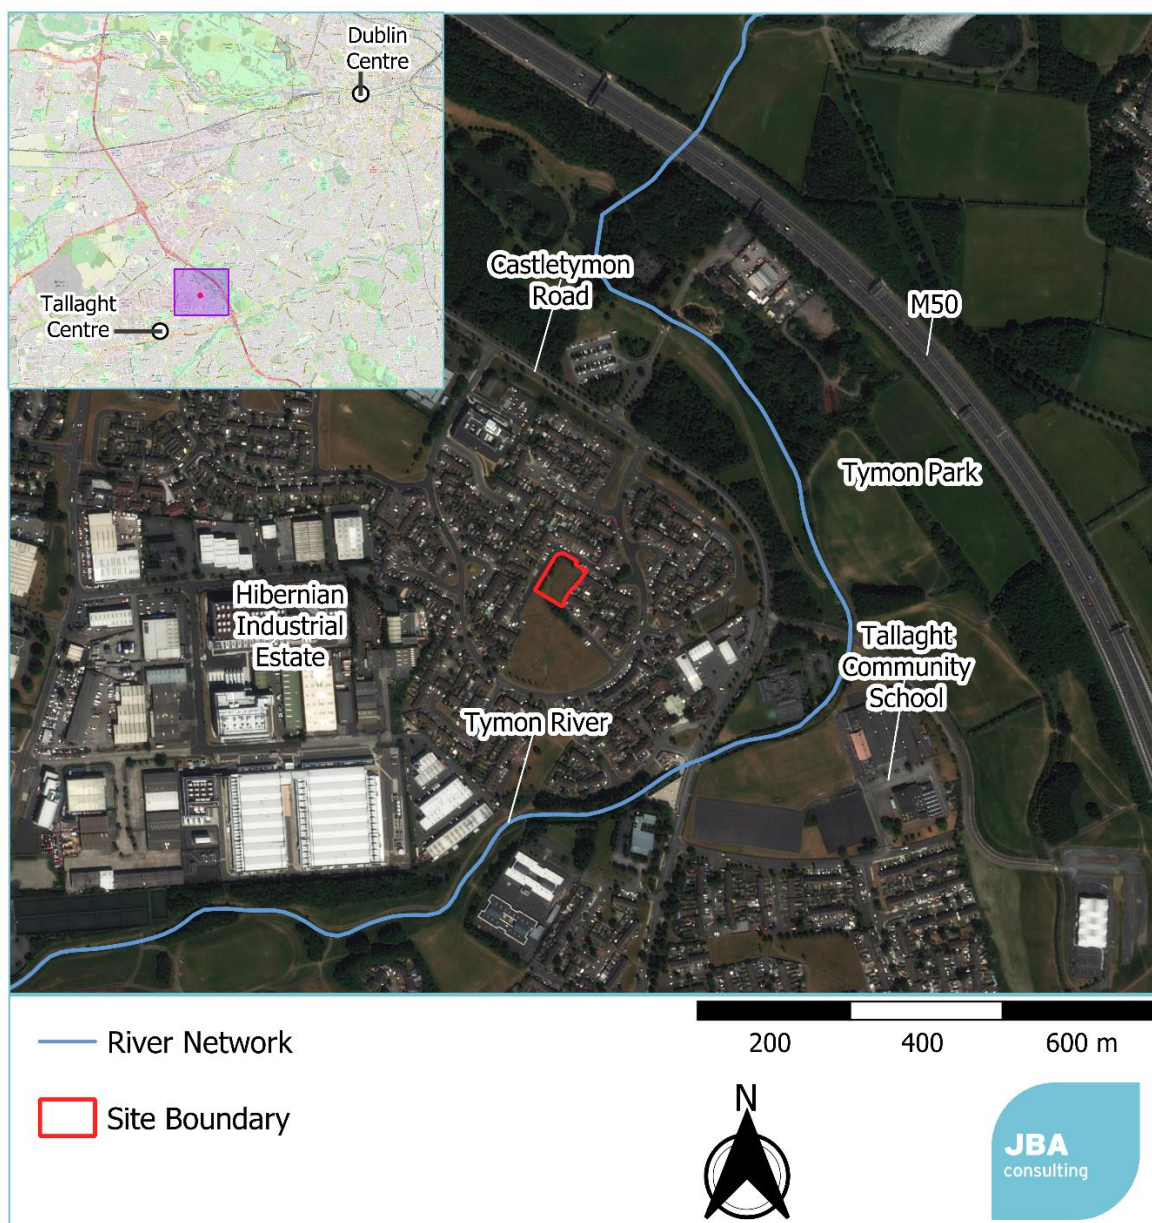 Dublin
Centre
Tallaght
Centre
Castletymon
Road
M50
Tymon Park
Hibernian
Industrial
Estate
Tallaght
Community
School
Tymon River
River Network
Site Boundary
200 400 600 m
N
JBA
consulting